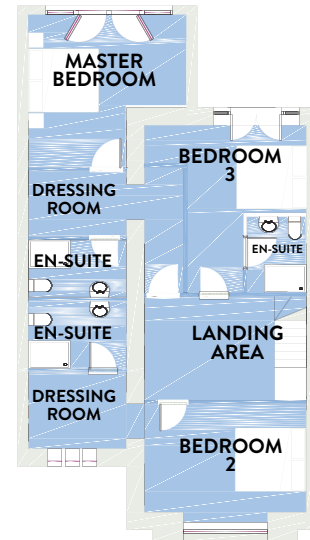 MASTER
BEDROOM
BEDROOM
3
DRESSING
ROOM
EN-SUITE
EN-SUITE
EN-SUITE
LANDING
AREA
DRESSING
ROOM
BEDROOM
2